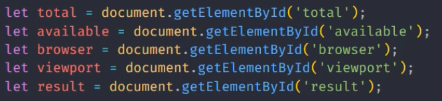 let total = document.getElementById('total');
let available = document.getElementById('available');
let browser = document.getElementById('browser');
let viewport = document.getElementById('viewport');
let result = document.getElementById('result');